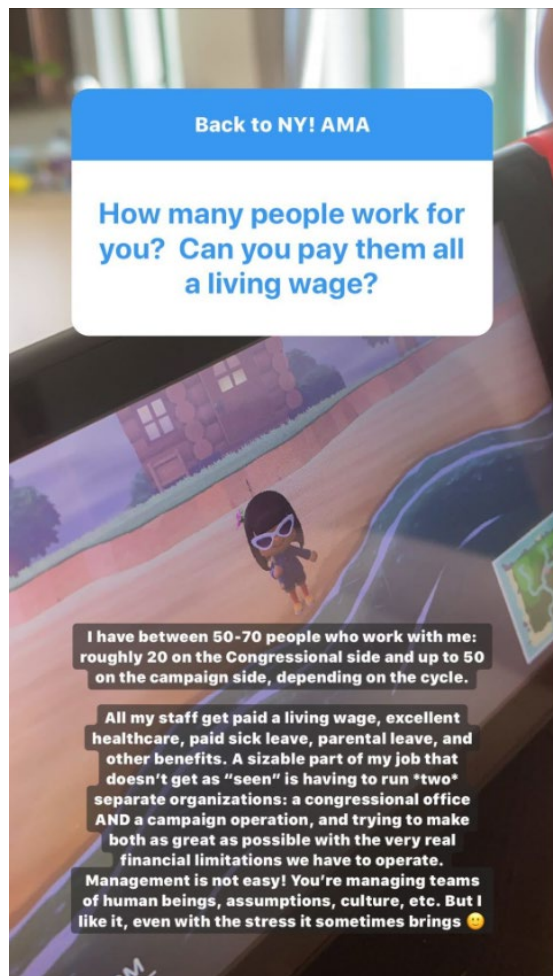 Back to NY! AMA
How many people work for
you?  Can you pay them all
a living wage?
I have between 50-70 people who work with me:
roughly 20 on the Congressional side and up to 50
on the campaign side, depending on the cycle.
All my staff get paid a living wage, excellent
healthcare, paid sick leave, parental leave, and
other benefits. A sizable part of my job that
doesn’t get as “seen” is having to run *two*
separate organizations: a congressional office
AND a campaign operation, and trying to make
both as great as possible with the very real
financial limitations we have to operate.
Management is not easy! You’re managing teams
of human beings, assumptions, culture, etc. But I
like it, even with the stress it sometimes brings 🙂